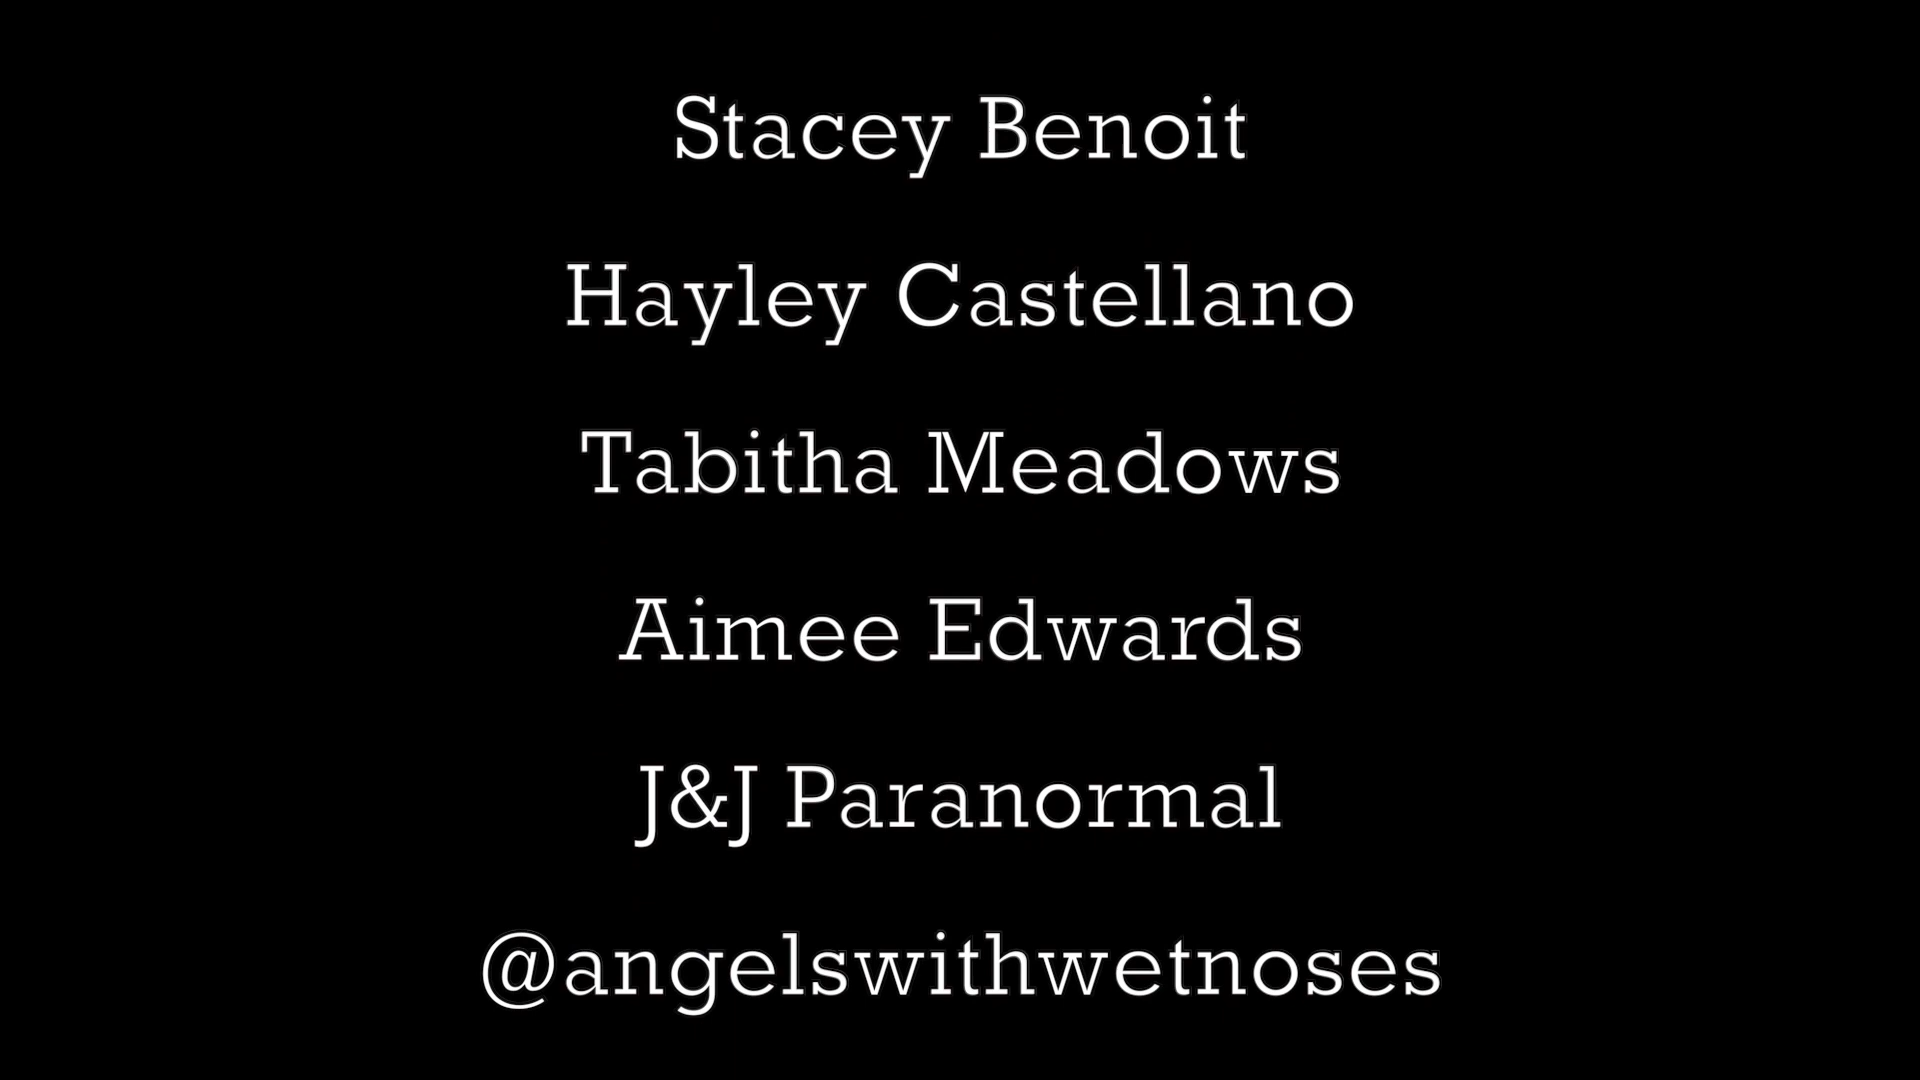 Stacey Benoit
Hayley Castellano
Tabitha Meadows
Aimee Edwards
J&J Paranormal
@angelswithwetnoses